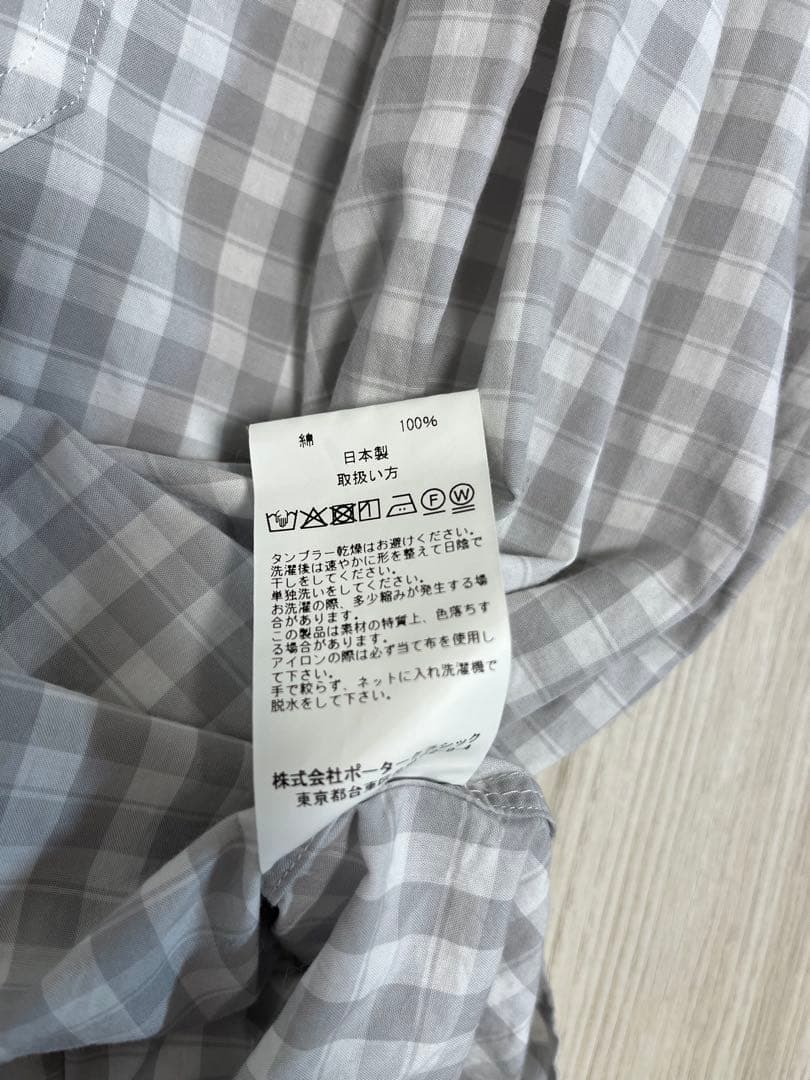 綿 100%
日本製
取扱い方
F W
タンブラー乾燥はお避けください。
洗濯後は速やかに形を整えて日陰で
干しをしてください。
単独洗いをしてください。
お洗濯の際、多少縮みが発生する場
合があります。
この製品は素材の特質上、色落ちす
る場合があります。
アイロンの際は必ず当て布を使用し
て下さい。
手で絞らず、ネットに入れ洗濯機で
脱水をして下さい。
株式会社ポーター
東京都台東